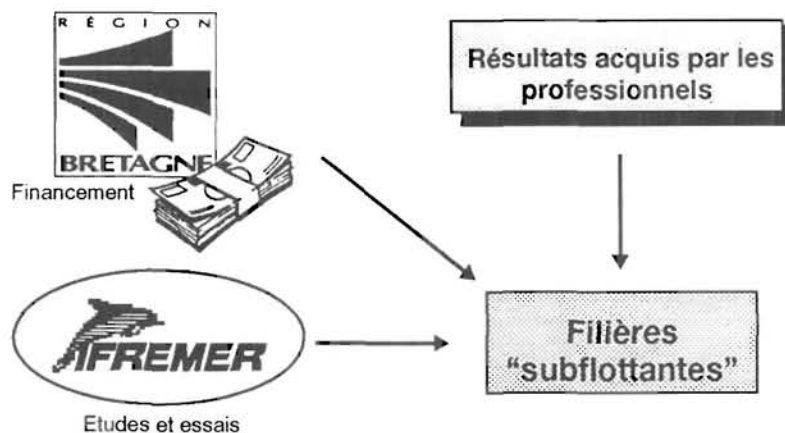 RÉGION
BRETAGNE
Financement
Résultats acquis par les
professionnels
IFREMER
Filières
"subflottantes"
Etudes et essais